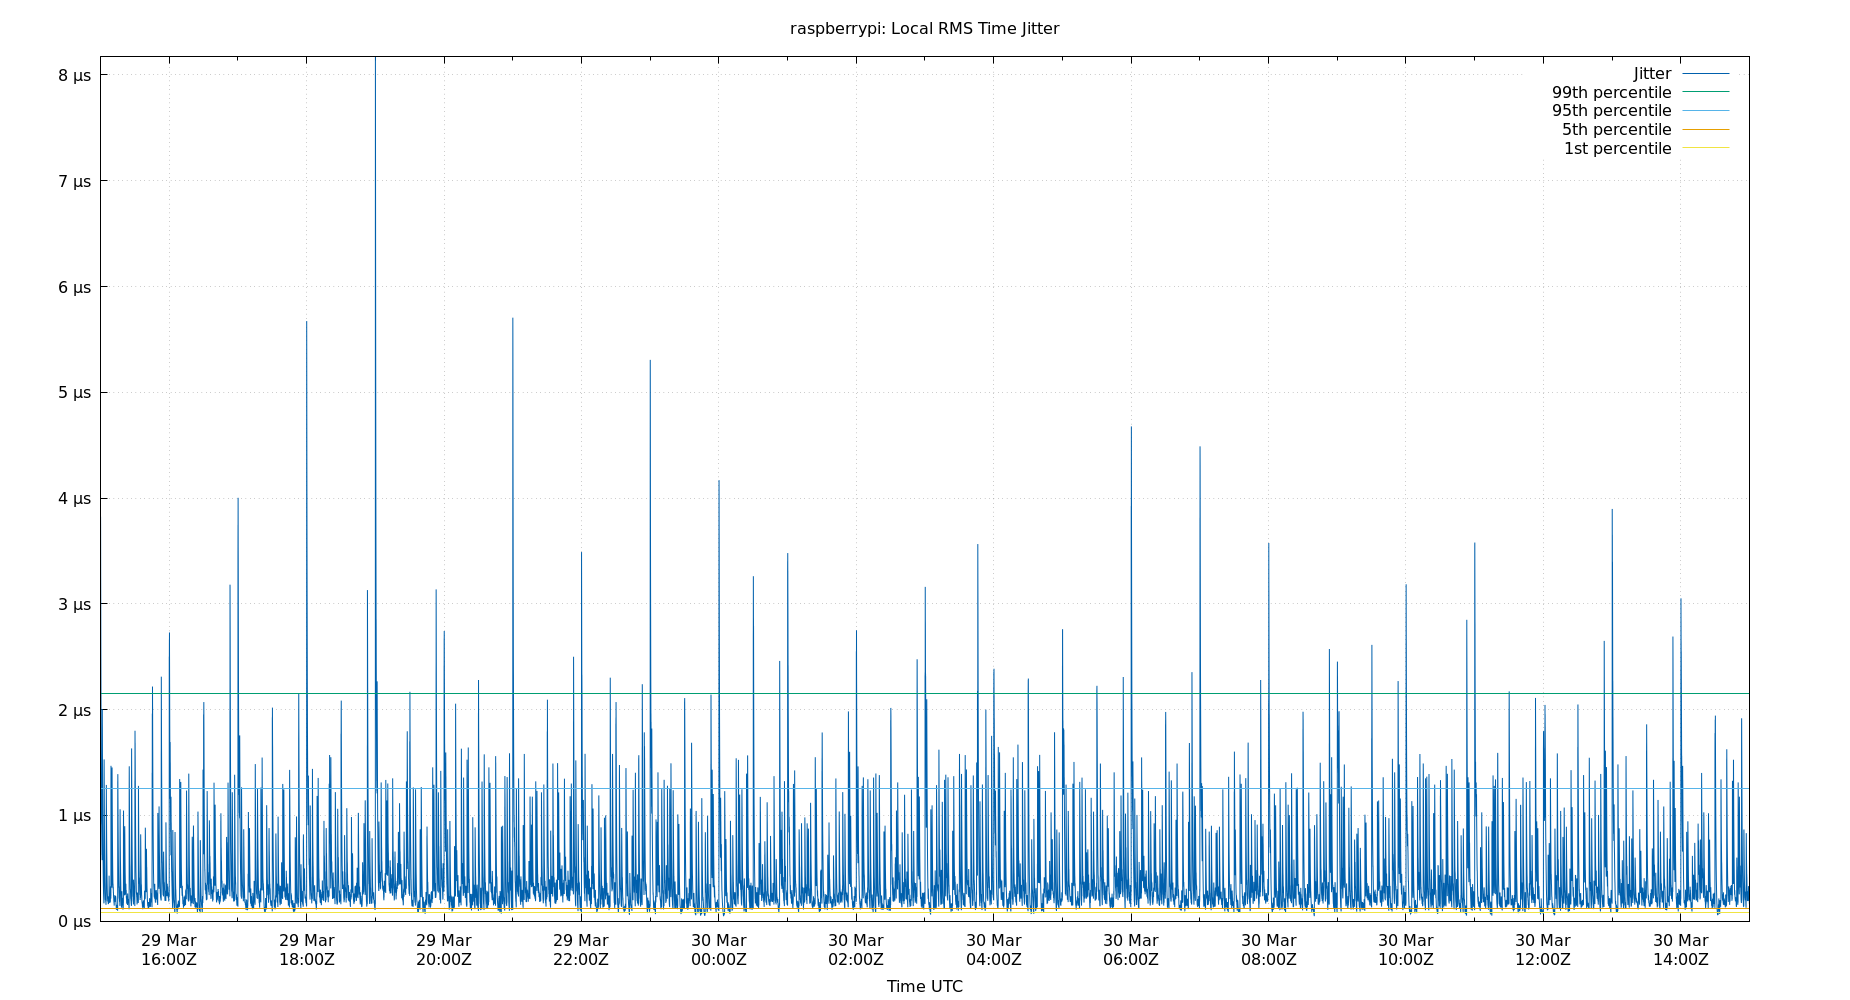 raspberrypi: Local RMS Time Jitter
8 µs
7 µs
6 µs
5 µs
4 µs
3 µs
2 µs
1 µs
0 µs
Jitter
99th percentile
95th percentile
5th percentile
1st percentile
29 Mar 29 Mar 29 Mar 29 Mar 30 Mar 30 Mar 30 Mar 30 Mar 30 Mar 30 Mar 30 Mar 30 Mar
16:00Z 18:00Z 20:00Z 22:00Z 00:00Z 02:00Z 04:00Z 06:00Z 08:00Z 10:00Z 12:00Z 14:00Z
Time UTC